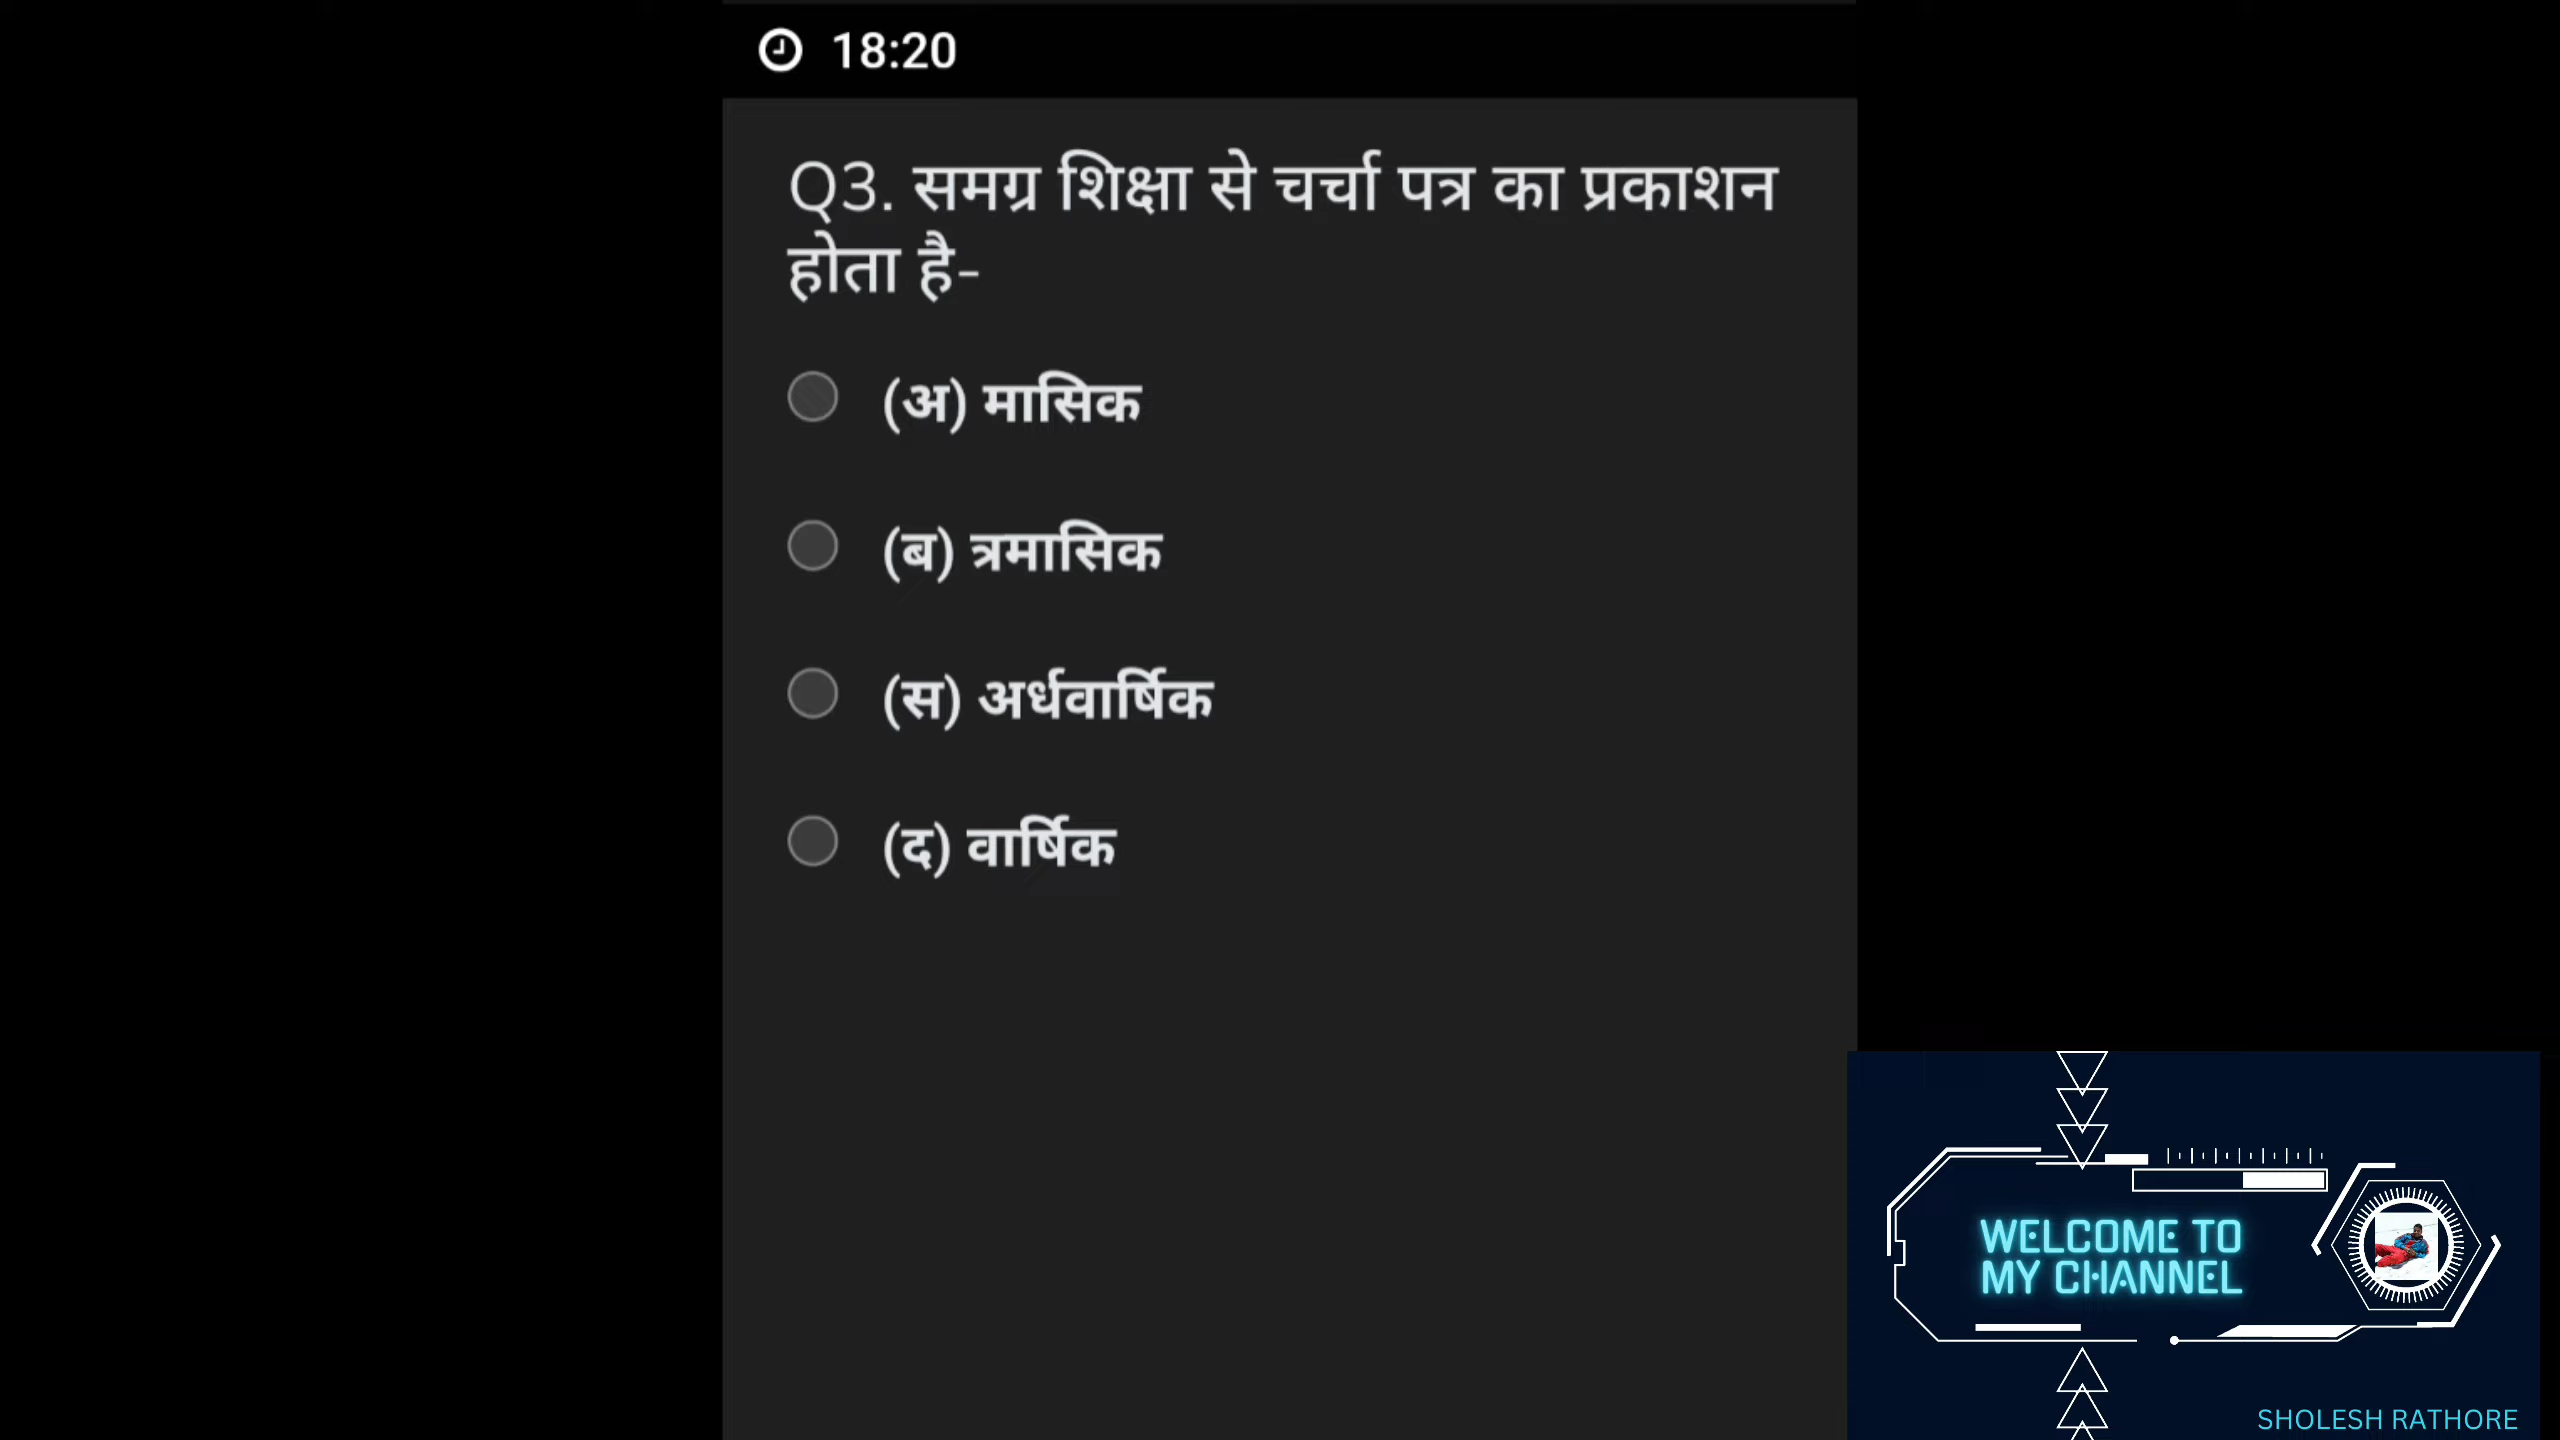 18:20
Q3. समग्र शिक्षा से चर्चा पत्र का प्रकाशन
होता है-
(अ) मासिक
(ब) त्रमासिक
(स) अर्धवार्षिक
(द) वार्षिक
WELCOME TO
MY CHANNEL
SHOLESH RATHORE